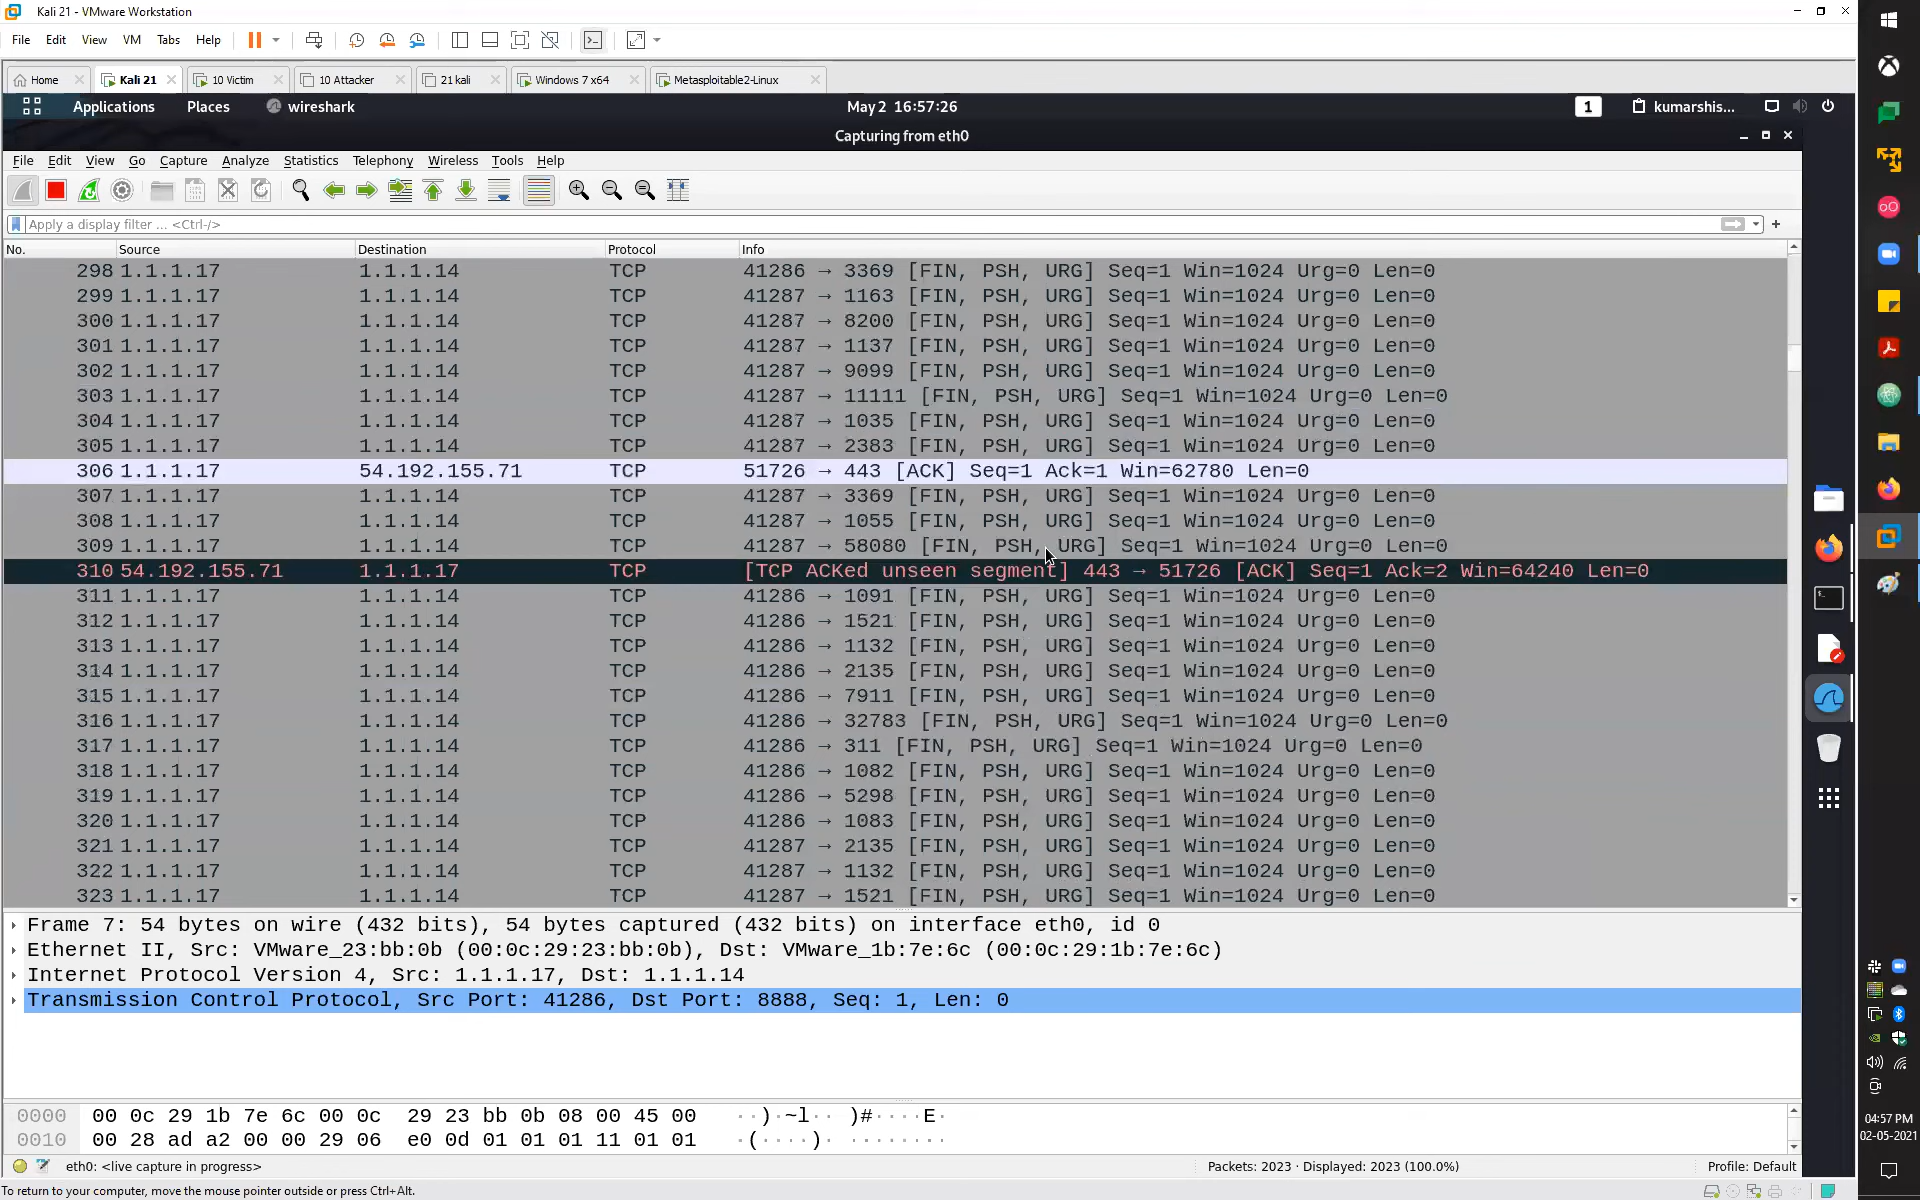 Kali 21 - VMware Workstation
File Edit View VM Tabs Help
Home Kali 21 10 Victim 10 Attacker 21 kali Windows 7 x64 Metasploitable2-Linux
Applications Places wireshark May 2 16:57:26 1 kumarshis...
Capturing from eth0
File Edit View Go Capture Analyze Statistics Telephony Wireless Tools Help
Apply a display filter ... <Ctrl-/>
No. Source Destination Protocol Info
298 1.1.1.17 1.1.1.14 TCP 41286 → 3369 [FIN, PSH, URG] Seq=1 Win=1024 Urg=0 Len=0
299 1.1.1.17 1.1.1.14 TCP 41287 → 1163 [FIN, PSH, URG] Seq=1 Win=1024 Urg=0 Len=0
300 1.1.1.17 1.1.1.14 TCP 41287 → 8200 [FIN, PSH, URG] Seq=1 Win=1024 Urg=0 Len=0
301 1.1.1.17 1.1.1.14 TCP 41287 → 1137 [FIN, PSH, URG] Seq=1 Win=1024 Urg=0 Len=0
302 1.1.1.17 1.1.1.14 TCP 41287 → 9099 [FIN, PSH, URG] Seq=1 Win=1024 Urg=0 Len=0
303 1.1.1.17 1.1.1.14 TCP 41287 → 11111 [FIN, PSH, URG] Seq=1 Win=1024 Urg=0 Len=0
304 1.1.1.17 1.1.1.14 TCP 41287 → 1035 [FIN, PSH, URG] Seq=1 Win=1024 Urg=0 Len=0
305 1.1.1.17 1.1.1.14 TCP 41287 → 2383 [FIN, PSH, URG] Seq=1 Win=1024 Urg=0 Len=0
306 1.1.1.17 54.192.155.71 TCP 51726 → 443 [ACK] Seq=1 Ack=1 Win=62780 Len=0
307 1.1.1.17 1.1.1.14 TCP 41287 → 3369 [FIN, PSH, URG] Seq=1 Win=1024 Urg=0 Len=0
308 1.1.1.17 1.1.1.14 TCP 41287 → 1055 [FIN, PSH, URG] Seq=1 Win=1024 Urg=0 Len=0
309 1.1.1.17 1.1.1.14 TCP 41287 → 58080 [FIN, PSH, URG] Seq=1 Win=1024 Urg=0 Len=0
310 54.192.155.71 1.1.1.17 TCP [TCP ACKed unseen segment] 443 → 51726 [ACK] Seq=1 Ack=2 Win=64240 Len=0
311 1.1.1.17 1.1.1.14 TCP 41286 → 1091 [FIN, PSH, URG] Seq=1 Win=1024 Urg=0 Len=0
312 1.1.1.17 1.1.1.14 TCP 41286 → 1521 [FIN, PSH, URG] Seq=1 Win=1024 Urg=0 Len=0
313 1.1.1.17 1.1.1.14 TCP 41286 → 1132 [FIN, PSH, URG] Seq=1 Win=1024 Urg=0 Len=0
314 1.1.1.17 1.1.1.14 TCP 41286 → 2135 [FIN, PSH, URG] Seq=1 Win=1024 Urg=0 Len=0
315 1.1.1.17 1.1.1.14 TCP 41286 → 7911 [FIN, PSH, URG] Seq=1 Win=1024 Urg=0 Len=0
316 1.1.1.17 1.1.1.14 TCP 41286 → 32783 [FIN, PSH, URG] Seq=1 Win=1024 Urg=0 Len=0
317 1.1.1.17 1.1.1.14 TCP 41286 → 311 [FIN, PSH, URG] Seq=1 Win=1024 Urg=0 Len=0
318 1.1.1.17 1.1.1.14 TCP 41286 → 1082 [FIN, PSH, URG] Seq=1 Win=1024 Urg=0 Len=0
319 1.1.1.17 1.1.1.14 TCP 41286 → 5298 [FIN, PSH, URG] Seq=1 Win=1024 Urg=0 Len=0
320 1.1.1.17 1.1.1.14 TCP 41286 → 1083 [FIN, PSH, URG] Seq=1 Win=1024 Urg=0 Len=0
321 1.1.1.17 1.1.1.14 TCP 41287 → 2135 [FIN, PSH, URG] Seq=1 Win=1024 Urg=0 Len=0
322 1.1.1.17 1.1.1.14 TCP 41287 → 1132 [FIN, PSH, URG] Seq=1 Win=1024 Urg=0 Len=0
323 1.1.1.17 1.1.1.14 TCP 41287 → 1521 [FIN, PSH, URG] Seq=1 Win=1024 Urg=0 Len=0
Frame 7: 54 bytes on wire (432 bits), 54 bytes captured (432 bits) on interface eth0, id 0
Ethernet II, Src: VMware_23:bb:0b (00:0c:29:23:bb:0b), Dst: VMware_1b:7e:6c (00:0c:29:1b:7e:6c)
Internet Protocol Version 4, Src: 1.1.1.17, Dst: 1.1.1.14
Transmission Control Protocol, Src Port: 41286, Dst Port: 8888, Seq: 1, Len: 0
0000 00 0c 29 1b 7e 6c 00 0c 29 23 bb 0b 08 00 45 00 ··)·~l·· )#····E·
0010 00 28 ad a2 00 00 29 06 e0 0d 01 01 01 11 01 01 ·(····)· ········
eth0: <live capture in progress> Packets: 2023 · Displayed: 2023 (100.0%) Profile: Default
To return to your computer, move the mouse pointer outside or press Ctrl+Alt.
04:57 PM
02-05-2021